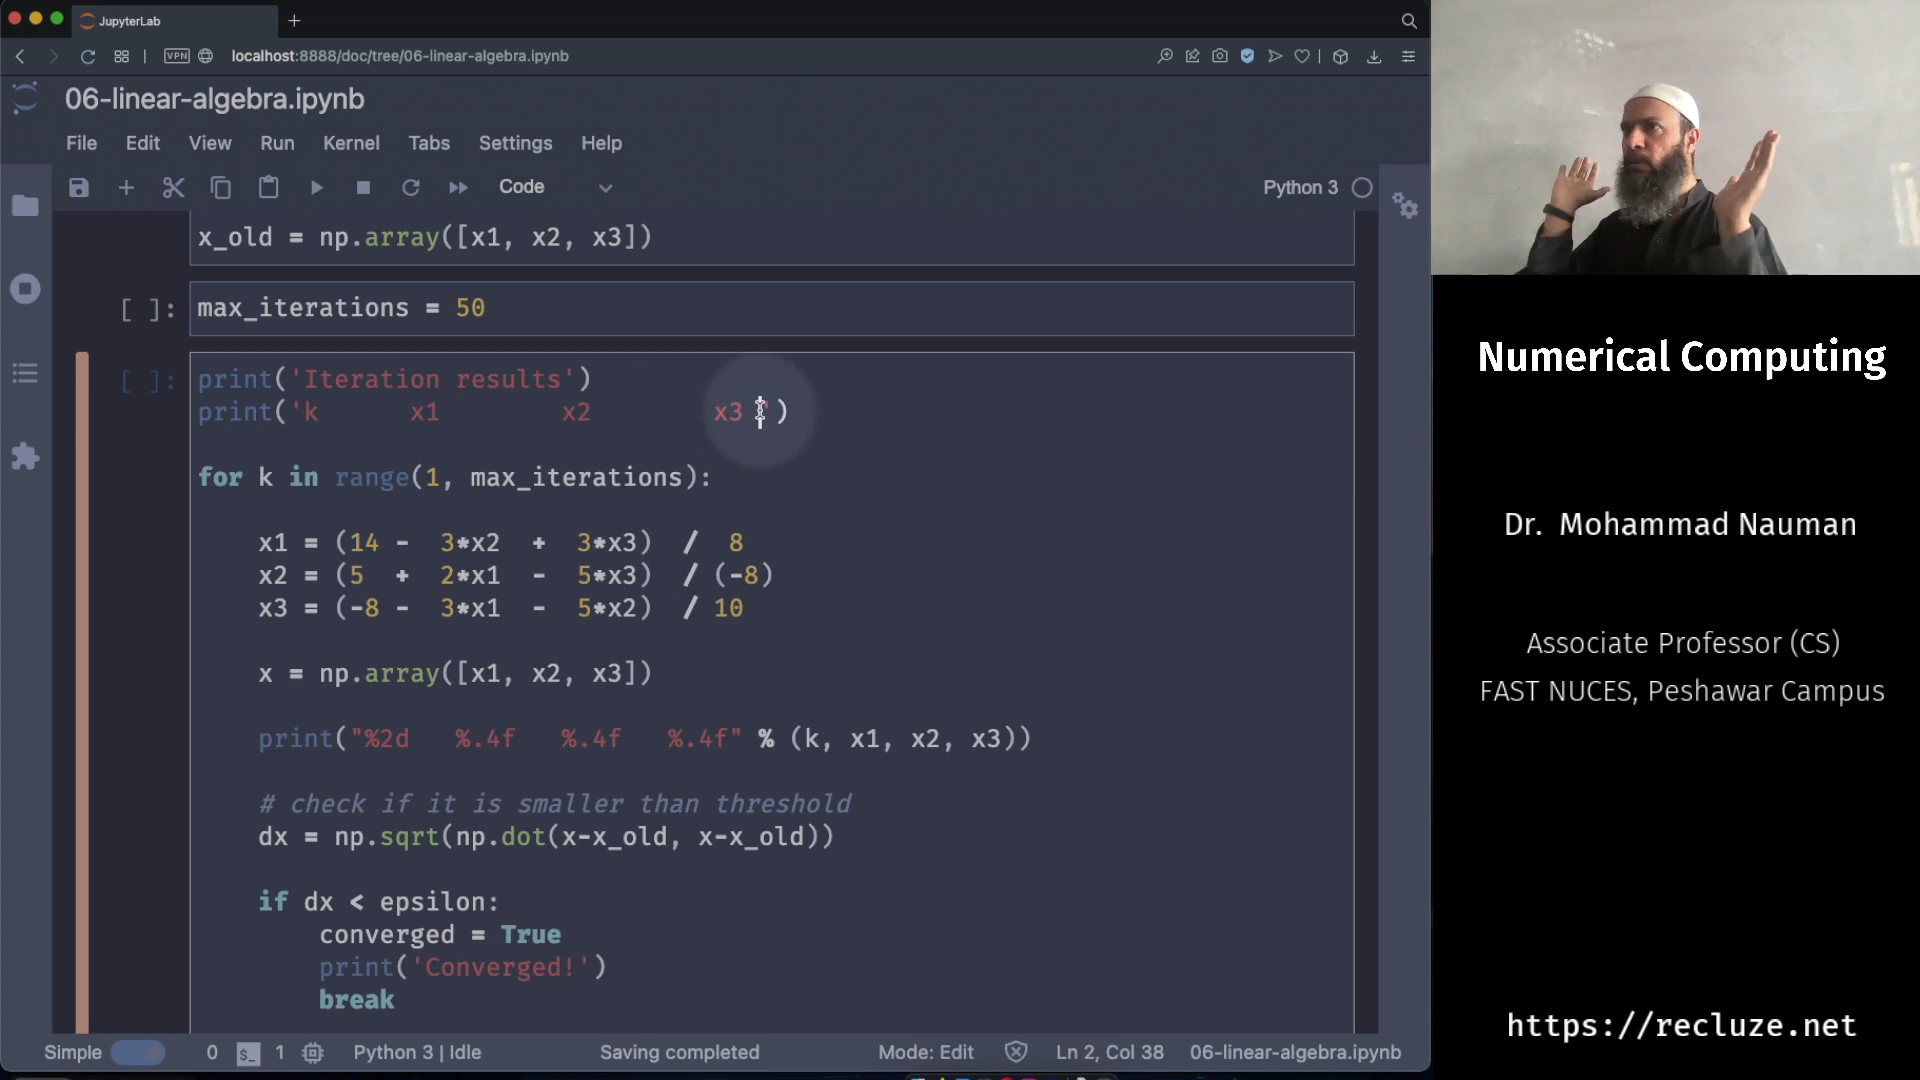 JupyterLab
VPN
localhost:8888/doc/tree/06-linear-algebra.ipynb
06-linear-algebra.ipynb
File Edit View Run Kernel Tabs Settings Help
Code
Python 3
x_old = np.array([x1, x2, x3])
[ ]: max_iterations = 50
[ ]: print('Iteration results')
print('k      x1        x2        x3 ')
for k in range(1, max_iterations):
x1 = (14 -  3*x2  +  3*x3)  /  8
x2 = (5  +  2*x1  -  5*x3)  / (-8)
x3 = (-8 -  3*x1  -  5*x2)  / 10
x = np.array([x1, x2, x3])
print("%2d   %.4f   %.4f   %.4f" % (k, x1, x2, x3))
# check if it is smaller than threshold
dx = np.sqrt(np.dot(x-x_old, x-x_old))
if dx < epsilon:
converged = True
print('Converged!')
break
Simple 0 $_ 1 Python 3 | Idle Saving completed Mode: Edit Ln 2, Col 38 06-linear-algebra.ipynb
Numerical Computing
Dr. Mohammad Nauman
Associate Professor (CS)
FAST NUCES, Peshawar Campus
https://recluze.net